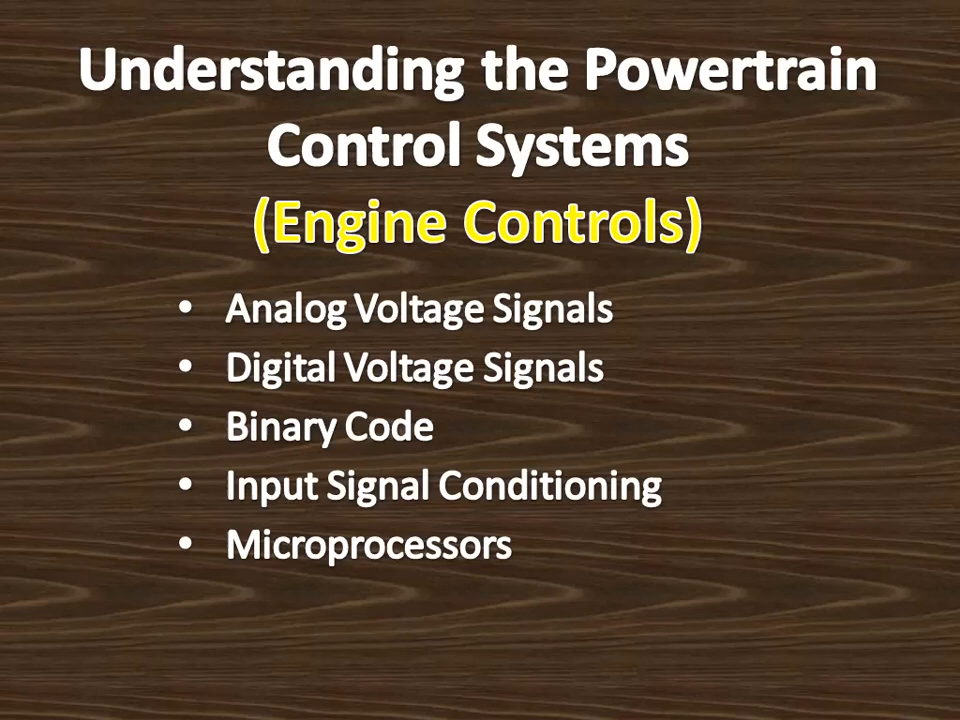 Understanding the Powertrain
Control Systems
(Engine Controls)
• Analog Voltage Signals
• Digital Voltage Signals
• Binary Code
• Input Signal Conditioning
• Microprocessors